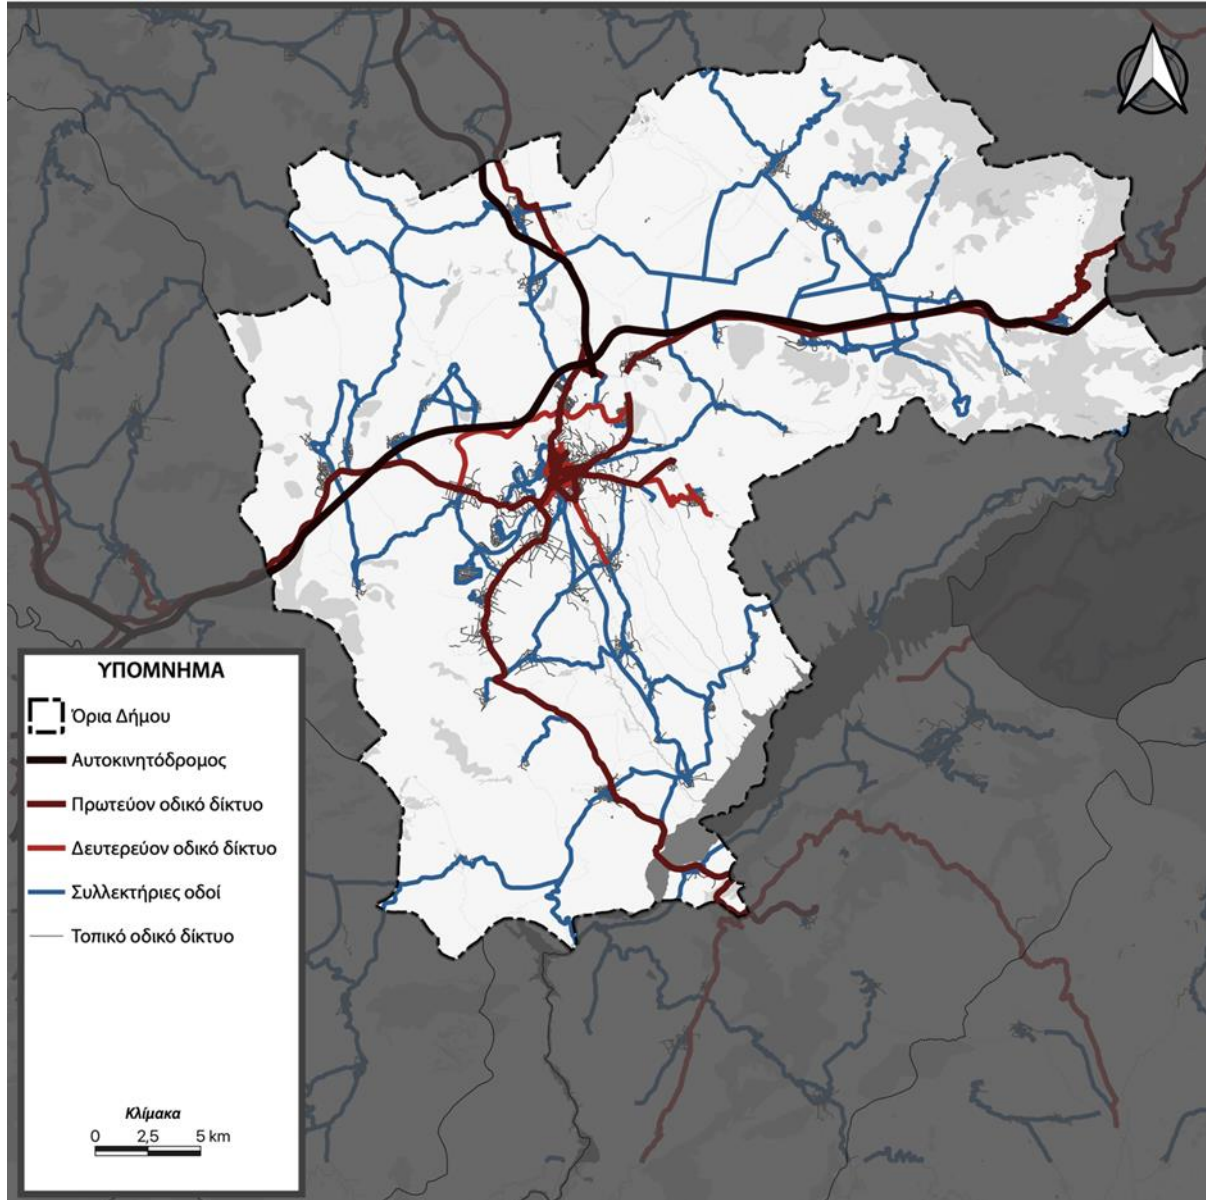 ΥΠΟΜΝΗΜΑ
Όρια Δήμου
Αυτοκινητόδρομος
Πρωτεύον οδικό δίκτυο
Δευτερεύον οδικό δίκτυο
Συλλεκτήριες οδοί
Τοπικό οδικό δίκτυο
Κλίμακα
0 2,5 5 km